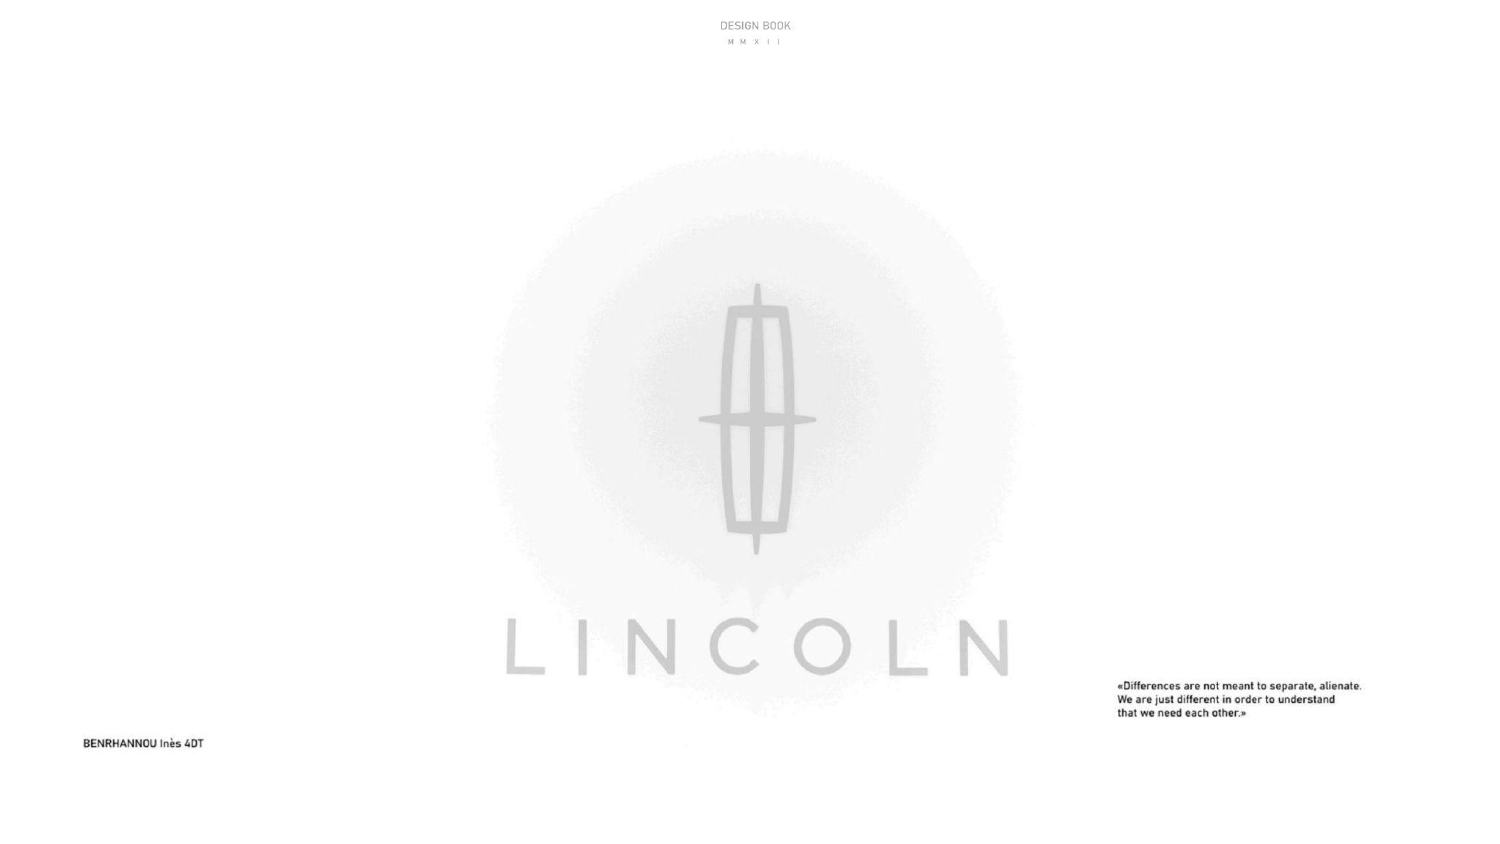 DESIGN BOOK
MMXII
LINCOLN
«Differences are not meant to separate, alienate.
We are just different in order to understand
that we need each other.»
BENRHANNOU Inès 4DT